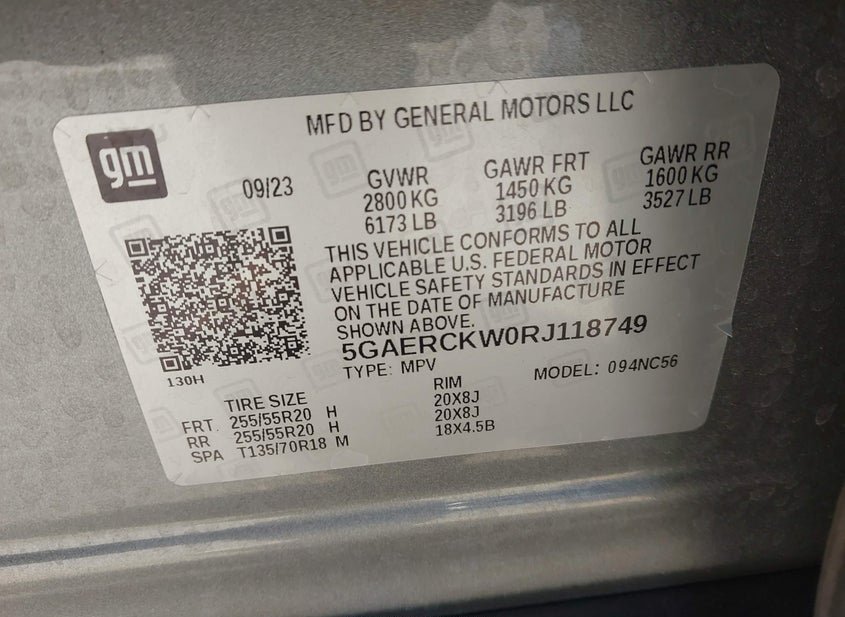 MFD BY GENERAL MOTORS LLC
gm
09/23
GVWR
2800 KG
6173 LB
GAWR FRT
1450 KG
3196 LB
GAWR RR
1600 KG
3527 LB
THIS VEHICLE CONFORMS TO ALL
APPLICABLE U.S. FEDERAL MOTOR
VEHICLE SAFETY STANDARDS IN EFFECT
ON THE DATE OF MANUFACTURE
SHOWN ABOVE.
5GAERCKW0RJ118749
TYPE: MPV
MODEL: 094NC56
130H
TIRE SIZE RIM
FRT. 255/55R20 H 20X8J
RR 255/55R20 H 20X8J
SPA T135/70R18 M 18X4.5B